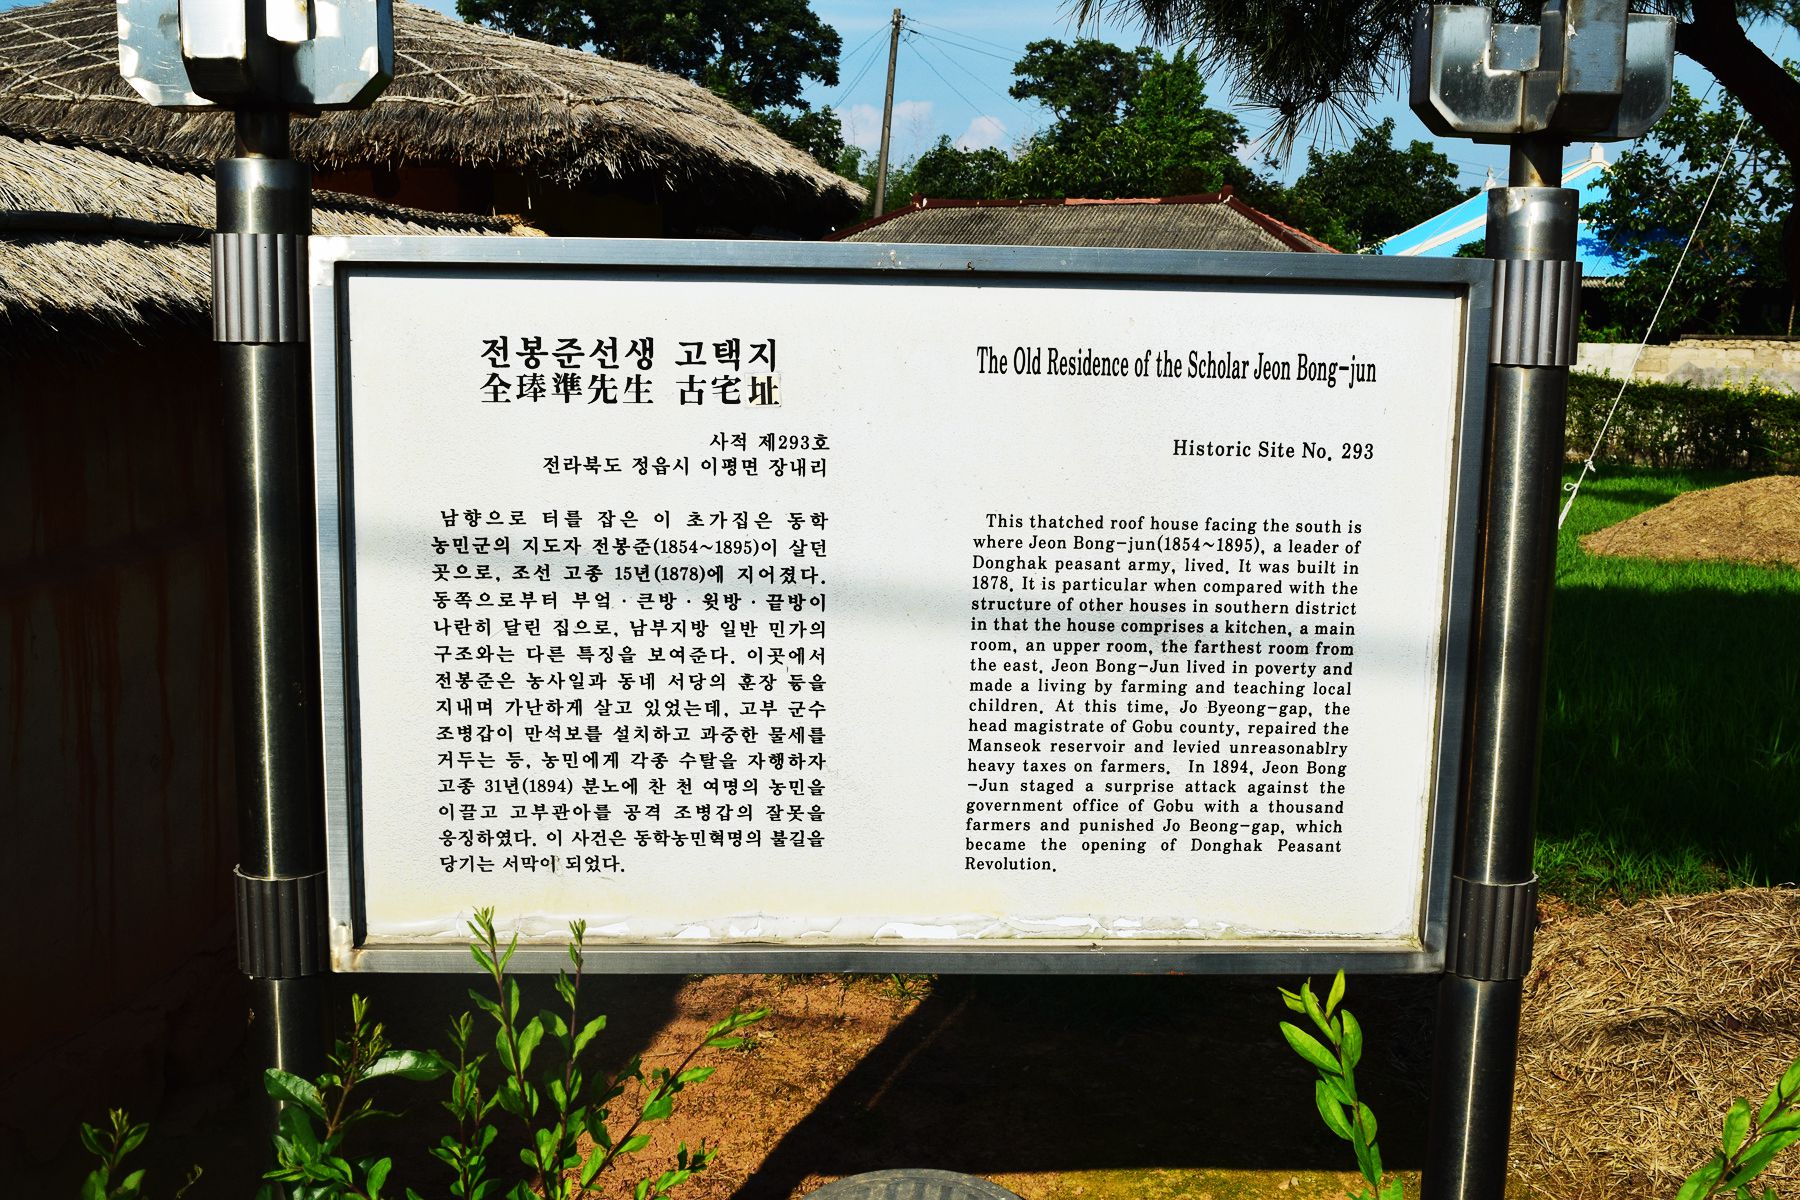 전봉준선생 고택지
全琫準先生 古宅址
사적 제293호
전라북도 정읍시 이평면 장내리
남향으로 터를 잡은 이 초가집은 동학
농민군의 지도자 전봉준(1854~1895)이 살던
곳으로, 조선 고종 15년(1878)에 지어졌다.
동쪽으로부터 부엌·큰방·윗방·끝방이
나란히 달린 집으로, 남부지방 일반 민가의
구조와는 다른 특징을 보여준다. 이곳에서
전봉준은 농사일과 동네 서당의 훈장 등을
지내며 가난하게 살고 있었는데, 고부 군수
조병갑이 만석보를 설치하고 과중한 물세를
거두는 등, 농민에게 각종 수탈을 자행하자
고종 31년(1894) 분노에 찬 천 여명의 농민을
이끌고 고부관아를 공격 조병갑의 잘못을
응징하였다. 이 사건은 동학농민혁명의 불길을
당기는 서막이 되었다.
The Old Residence of the Scholar Jeon Bong-jun
Historic Site No. 293
This thatched roof house facing the south is
where Jeon Bong-jun(1854~1895), a leader of
Donghak peasant army, lived. It was built in
1878. It is particular when compared with the
structure of other houses in southern district
in that the house comprises a kitchen, a main
room, an upper room, the farthest room from
the east. Jeon Bong-Jun lived in poverty and
made a living by farming and teaching local
children. At this time, Jo Byeong-gap, the
head magistrate of Gobu county, repaired the
Manseok reservoir and levied unreasonablry
heavy taxes on farmers. In 1894, Jeon Bong
-Jun staged a surprise attack against the
government office of Gobu with a thousand
farmers and punished Jo Beong-gap, which
became the opening of Donghak Peasant
Revolution.